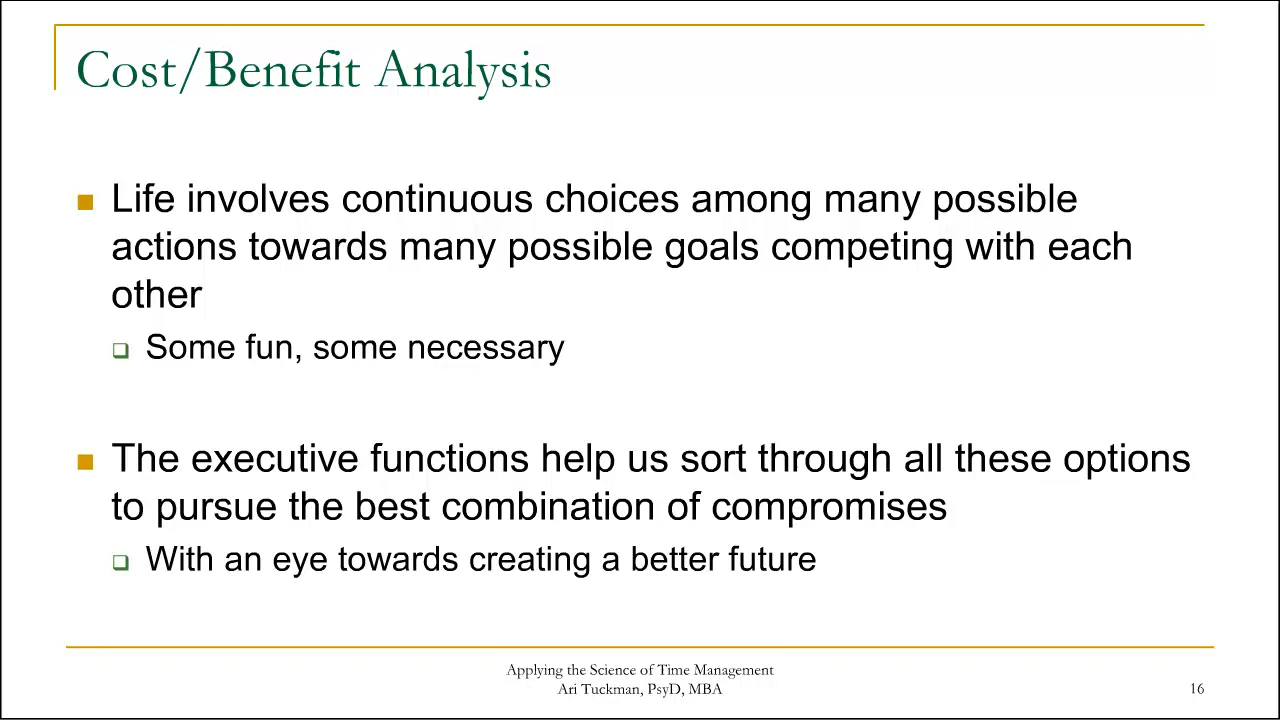 Cost/Benefit Analysis
Life involves continuous choices among many possible
actions towards many possible goals competing with each
other
Some fun, some necessary
The executive functions help us sort through all these options
to pursue the best combination of compromises
With an eye towards creating a better future
Applying the Science of Time Management
Ari Tuckman, PsyD, MBA
16